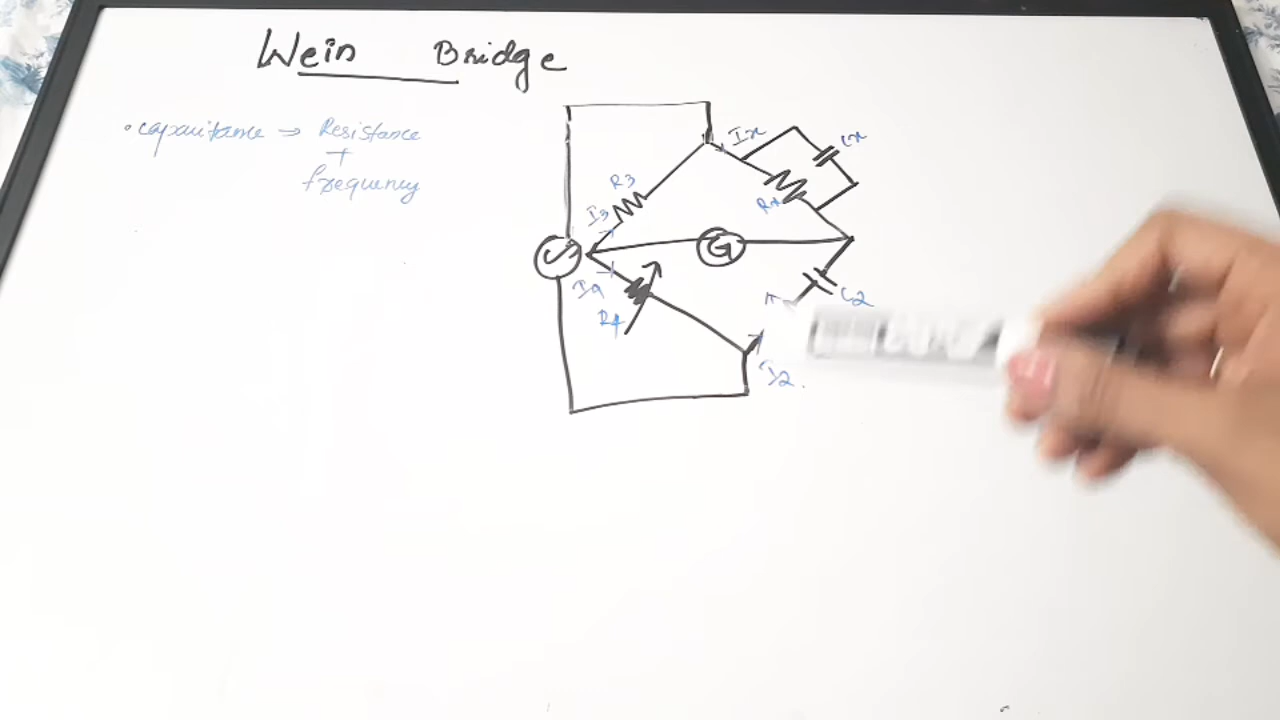 Wein Bridge
• capacitance → Resistance
+
frequency
Ix
Cx
R3
Rx
I3
G
I4
C2
R4
I2